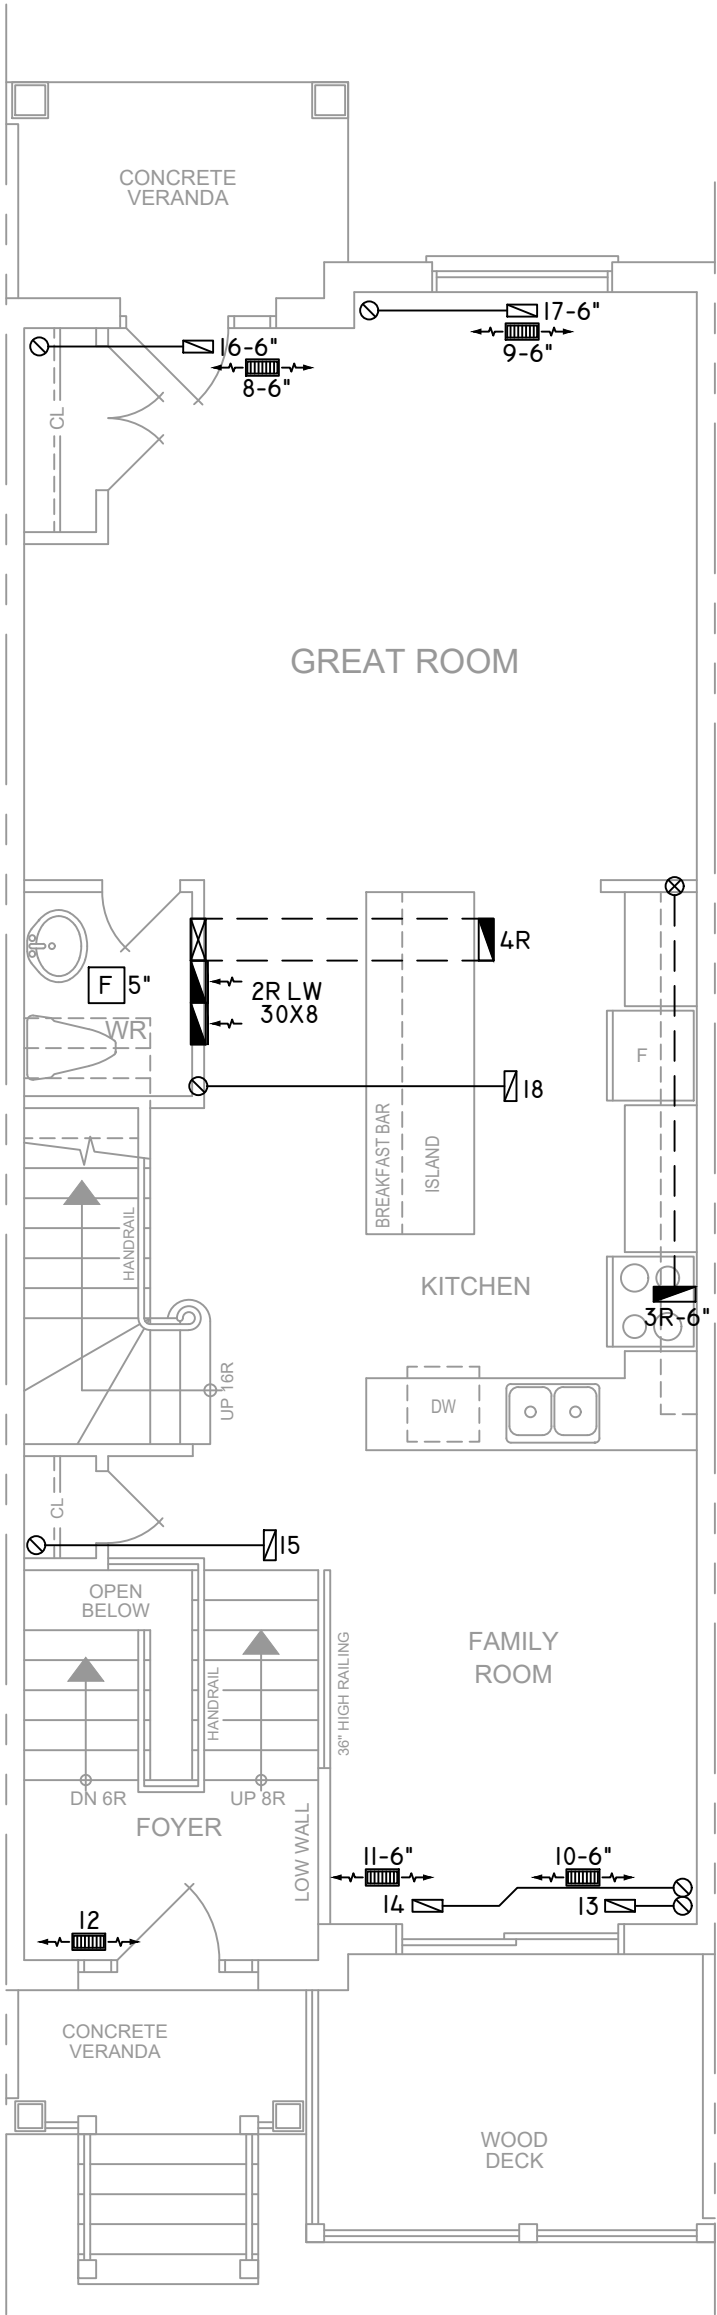 CONCRETE
VERANDA
17-6"
16-6"
9-6"
8-6"
CL
GREAT ROOM
4R
F 5"
2R LW
30X8
WR
F
18
BREAKFAST BAR
ISLAND
HANDRAIL
KITCHEN
3R-6"
UP 16R
DW
CL
15
OPEN
BELOW
FAMILY
ROOM
HANDRAIL
36" HIGH RAILING
DN 6R
UP 8R
FOYER
LOW WALL
11-6"
10-6"
14
13
12
CONCRETE
VERANDA
WOOD
DECK